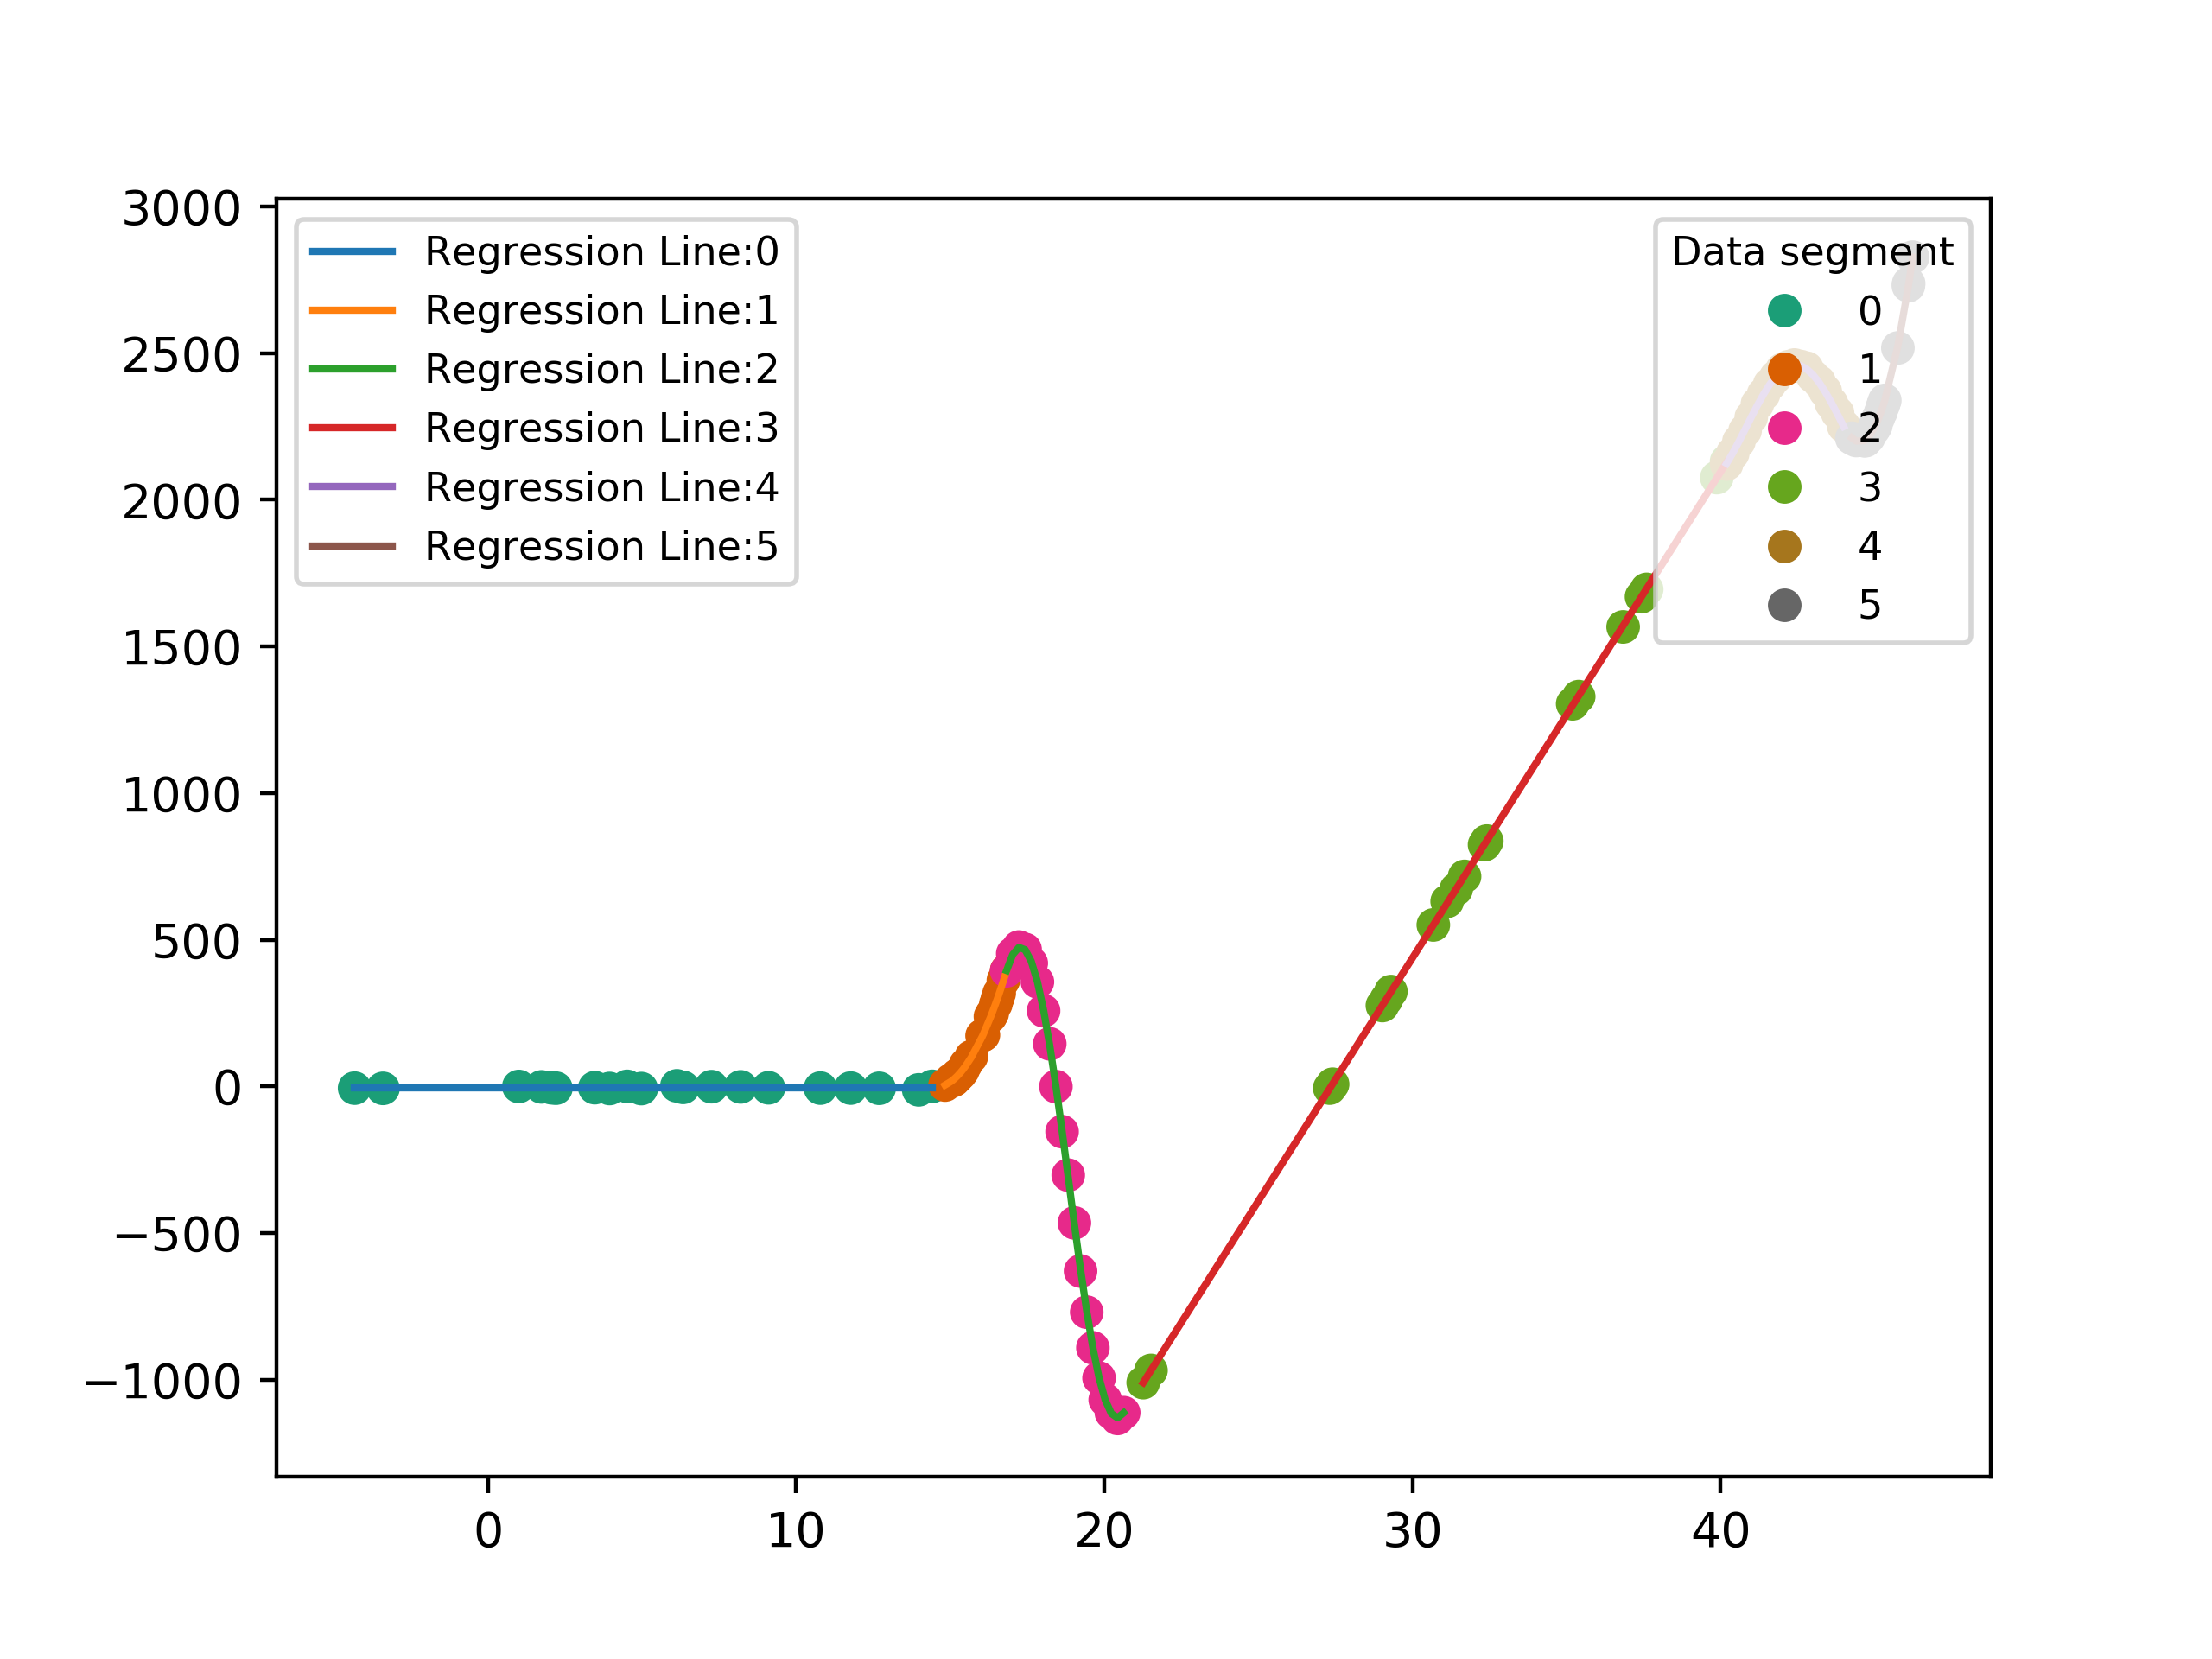 3000
2500
2000
1500
1000
500
0
−500
−1000
0 10 20 30 40
Regression Line:0
Regression Line:1
Regression Line:2
Regression Line:3
Regression Line:4
Regression Line:5
Data segment
0
1
2
3
4
5